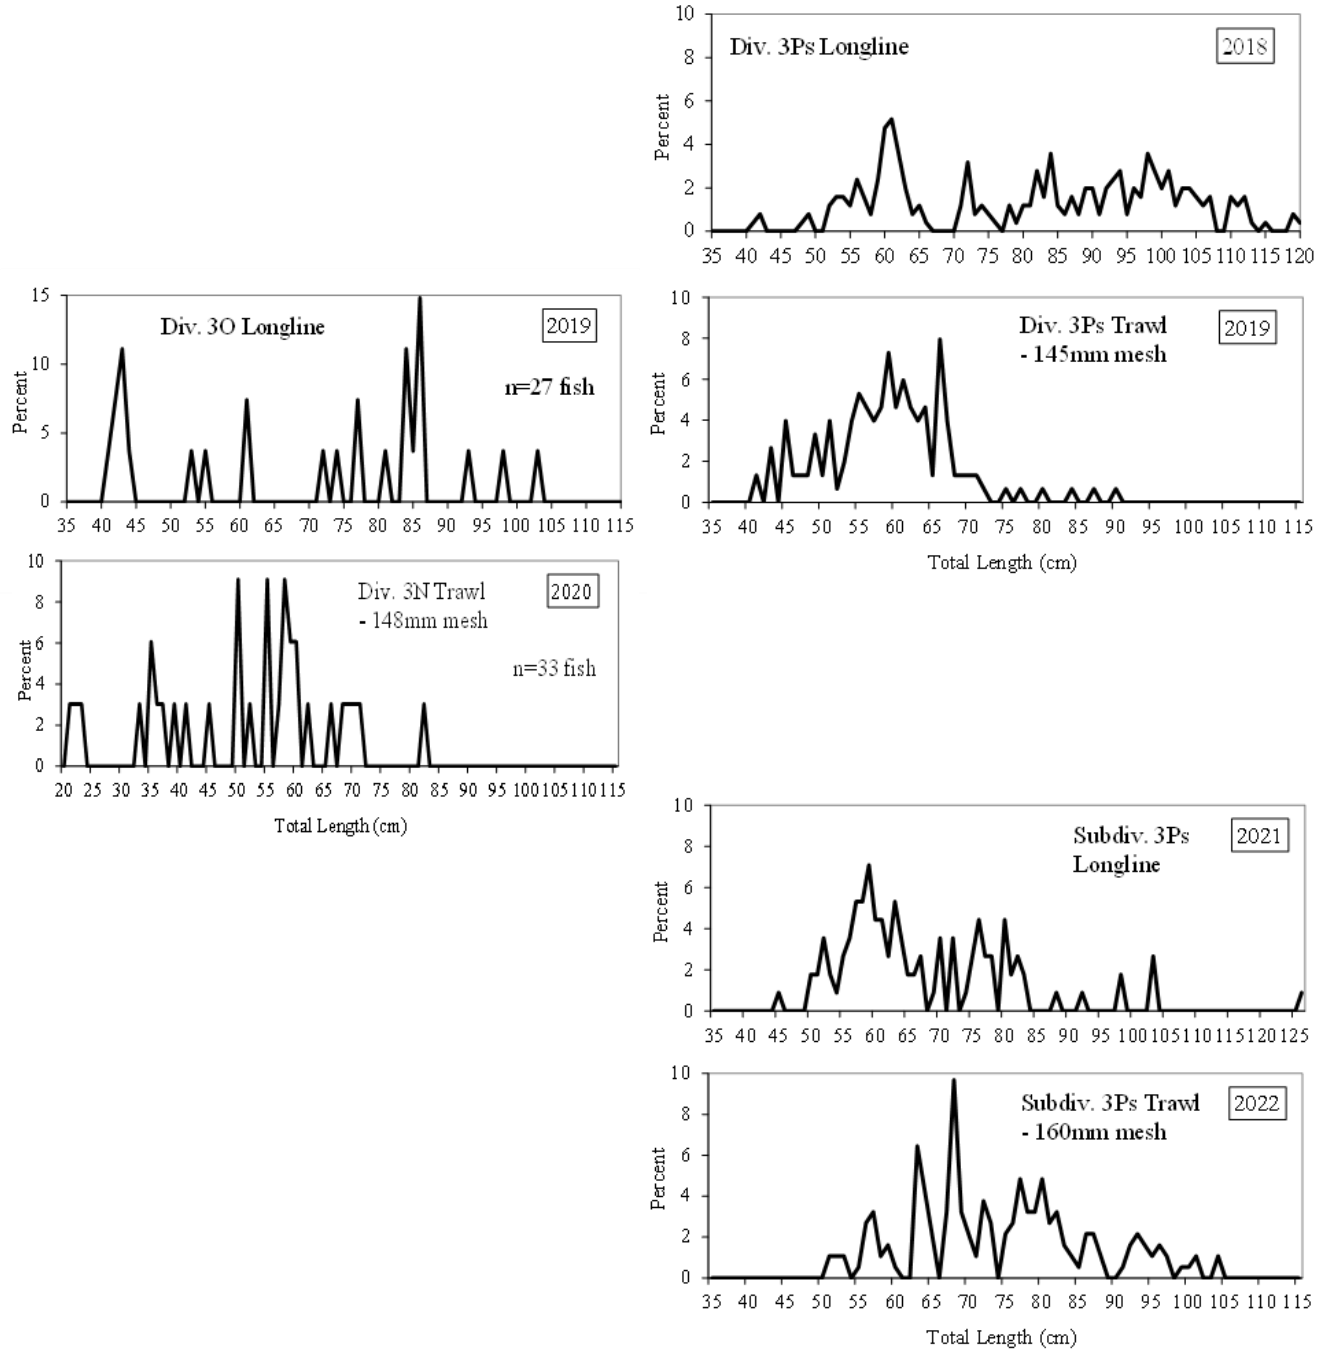 10
8
6
4
2
0
Percent
Div. 3Ps Longline
2018
35 40 45 50 55 60 65 70 75 80 85 90 95 100 105 110 115 120
15
10
5
0
Percent
Div. 3O Longline
2019
n=27 fish
35 40 45 50 55 60 65 70 75 80 85 90 95 100 105 110 115
10
8
6
4
2
0
Percent
Div. 3Ps Trawl
- 145mm mesh
2019
35 40 45 50 55 60 65 70 75 80 85 90 95 100 105 110 115
Total Length (cm)
10
8
6
4
2
0
Percent
Div. 3N Trawl
- 148mm mesh
2020
n=33 fish
20 25 30 35 40 45 50 55 60 65 70 75 80 85 90 95 100 105 110 115
Total Length (cm)
10
8
6
4
2
0
Percent
Subdiv. 3Ps
Longline
2021
35 40 45 50 55 60 65 70 75 80 85 90 95 100 105 110 115 120 125
10
8
6
4
2
0
Percent
Subdiv. 3Ps Trawl
- 160mm mesh
2022
35 40 45 50 55 60 65 70 75 80 85 90 95 100 105 110 115
Total Length (cm)